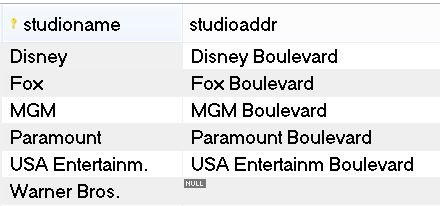 studioname studioaddr
Disney Disney Boulevard
Fox Fox Boulevard
MGM MGM Boulevard
Paramount Paramount Boulevard
USA Entertainm. USA Entertainm Boulevard
Warner Bros. NULL